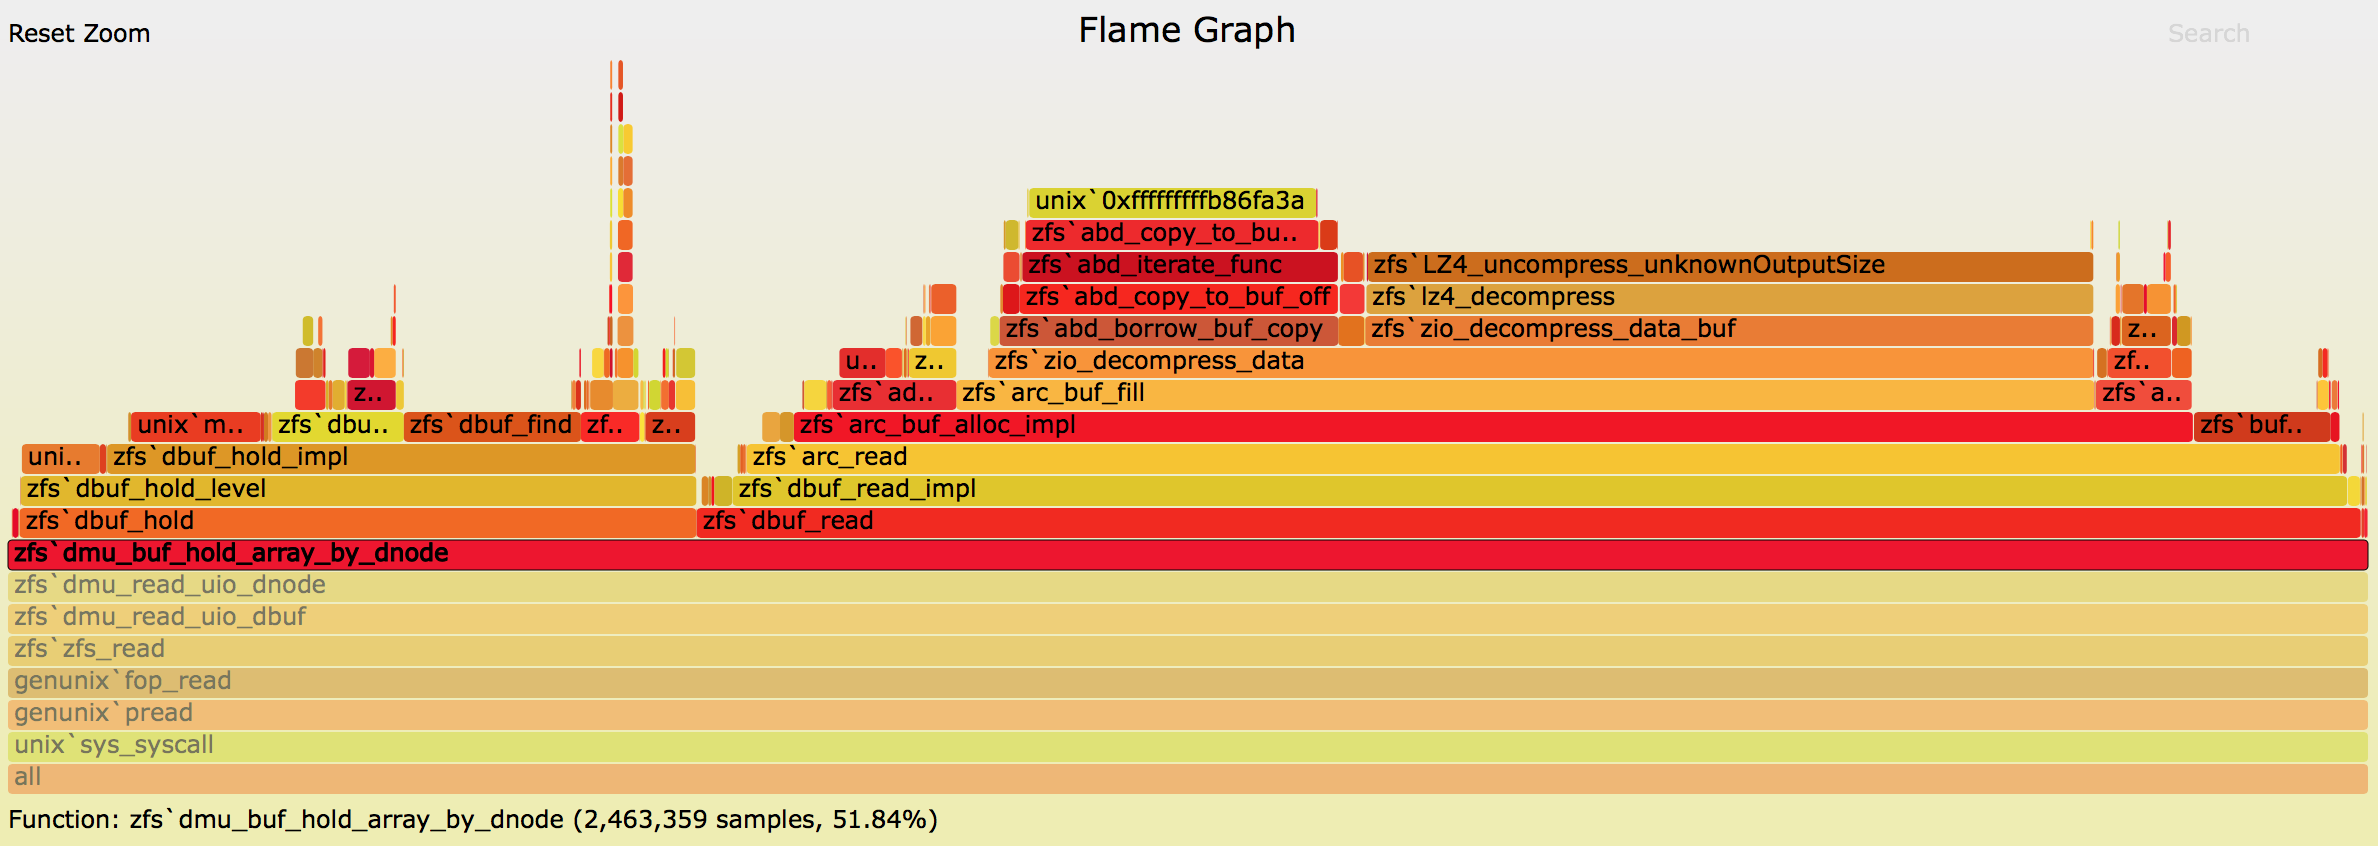 Flame Graph
Reset Zoom
Search
unix`0xfffffffffb86fa3a
zfs`abd_copy_to_bu..
zfs`abd_iterate_func
zfs`LZ4_uncompress_unknownOutputSize
zfs`abd_copy_to_buf_off
zfs`lz4_decompress
zfs`abd_borrow_buf_copy
zfs`zio_decompress_data_buf
z..
u..
z..
zfs`zio_decompress_data
zf..
z..
zfs`ad..
zfs`arc_buf_fill
zfs`a..
unix`m..
zfs`dbu..
zfs`dbuf_find
zf..
z..
zfs`arc_buf_alloc_impl
zfs`buf..
uni..
zfs`dbuf_hold_impl
zfs`arc_read
zfs`dbuf_hold_level
zfs`dbuf_read_impl
zfs`dbuf_hold
zfs`dbuf_read
zfs`dmu_buf_hold_array_by_dnode
zfs`dmu_read_uio_dnode
zfs`dmu_read_uio_dbuf
zfs`zfs_read
genunix`fop_read
genunix`pread
unix`sys_syscall
all
Function: zfs`dmu_buf_hold_array_by_dnode (2,463,359 samples, 51.84%)